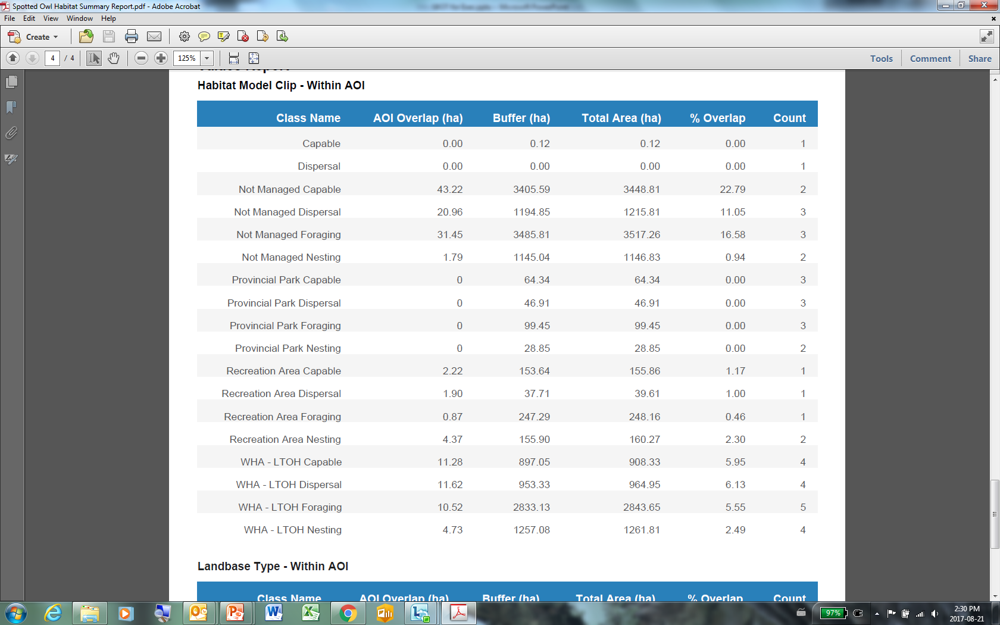 Spotted Owl Habitat Summary Report.pdf - Adobe Acrobat
File Edit View Window Help
Create
4 / 4 125% Tools Comment Share
Values Report
Habitat Model Clip - Within AOI
Class Name AOI Overlap (ha) Buffer (ha) Total Area (ha) % Overlap Count
Capable 0.00 0.12 0.12 0.00 1
Dispersal 0.00 0.00 0.00 0.00 1
Not Managed Capable 43.22 3405.59 3448.81 22.79 2
Not Managed Dispersal 20.96 1194.85 1215.81 11.05 3
Not Managed Foraging 31.45 3485.81 3517.26 16.58 3
Not Managed Nesting 1.79 1145.04 1146.83 0.94 2
Provincial Park Capable 0 64.34 64.34 0.00 3
Provincial Park Dispersal 0 46.91 46.91 0.00 3
Provincial Park Foraging 0 99.45 99.45 0.00 3
Provincial Park Nesting 0 28.85 28.85 0.00 2
Recreation Area Capable 2.22 153.64 155.86 1.17 1
Recreation Area Dispersal 1.90 37.71 39.61 1.00 1
Recreation Area Foraging 0.87 247.29 248.16 0.46 1
Recreation Area Nesting 4.37 155.90 160.27 2.30 2
WHA - LTOH Capable 11.28 897.05 908.33 5.95 4
WHA - LTOH Dispersal 11.62 953.33 964.95 6.13 4
WHA - LTOH Foraging 10.52 2833.13 2843.65 5.55 5
WHA - LTOH Nesting 4.73 1257.08 1261.81 2.49 4
Landbase Type - Within AOI
Class Name AOI Overlap (ha) Buffer (ha) Total Area (ha) % Overlap Count
97% 2:30 PM
2017-08-21